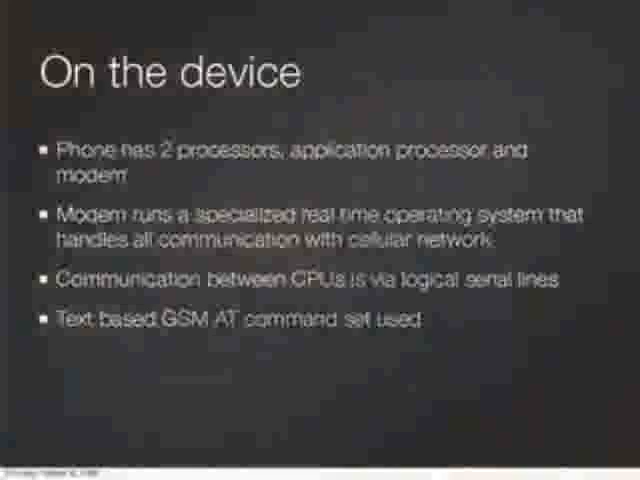 On the device
Phone has 2 processors, application processor and
modem
Modem runs a specialized real time operating system that
handles all communication with cellular network
Communication between CPUs is via logical serial lines
Text based GSM AT command set used